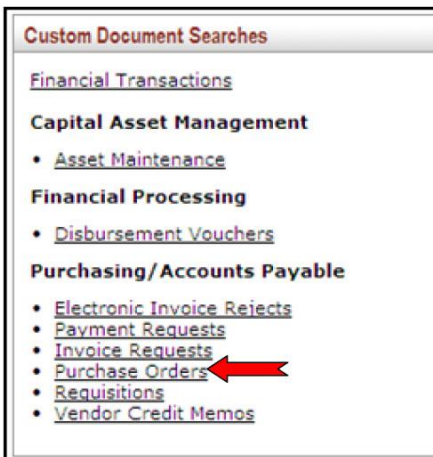 Custom Document Searches
Financial Transactions
Capital Asset Management
• Asset Maintenance
Financial Processing
• Disbursement Vouchers
Purchasing/Accounts Payable
• Electronic Invoice Rejects
• Payment Requests
• Invoice Requests
• Purchase Orders
• Requisitions
• Vendor Credit Memos